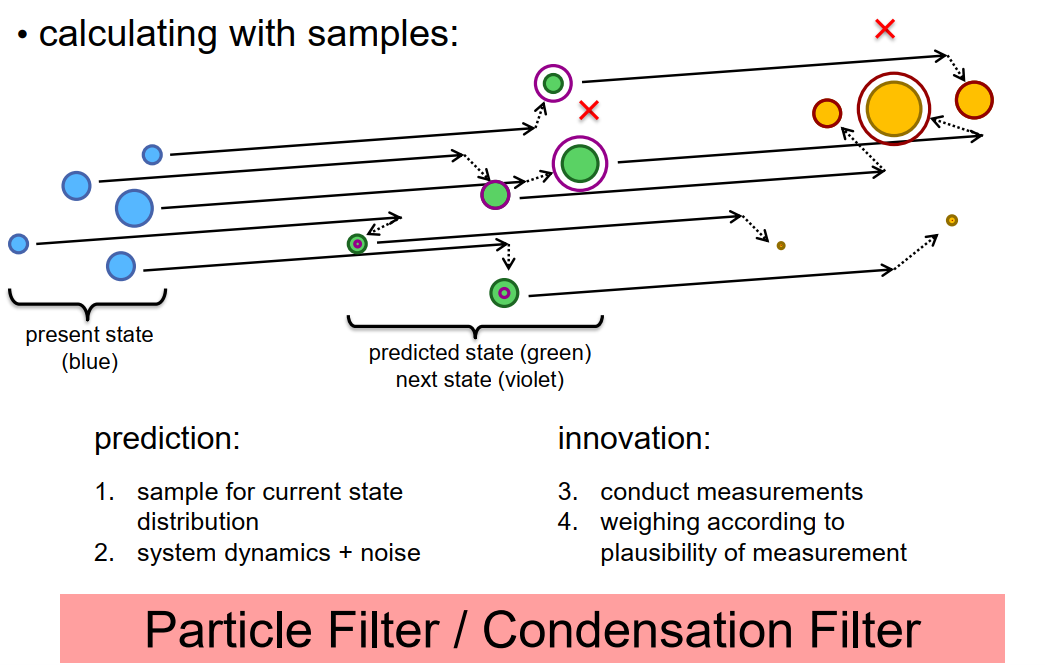 • calculating with samples:
present state
(blue)
predicted state (green)
next state (violet)
prediction:
1. sample for current state
distribution
2. system dynamics + noise
innovation:
3. conduct measurements
4. weighing according to
plausibility of measurement
Particle Filter / Condensation Filter